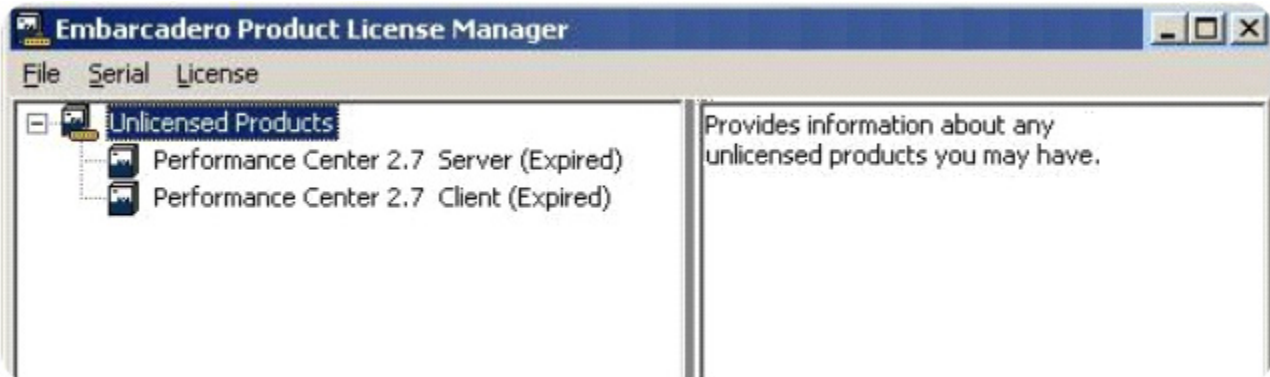 Embarcadero Product License Manager
File Serial License
Unlicensed Products
Performance Center 2.7 Server (Expired)
Performance Center 2.7 Client (Expired)
Provides information about any
unlicensed products you may have.